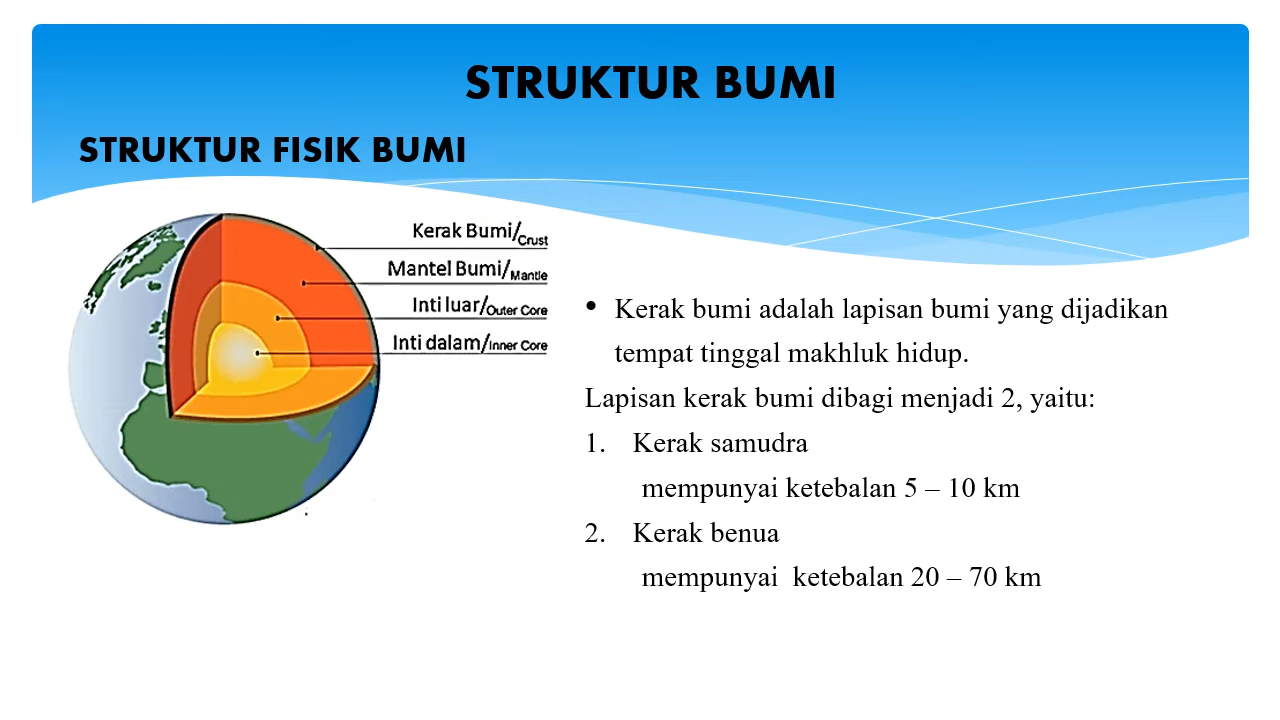 STRUKTUR BUMI
STRUKTUR FISIK BUMI
Kerak Bumi/Crust
Mantel Bumi/Mantle
Inti luar/Outer Core
Inti dalam/Inner Core
• Kerak bumi adalah lapisan bumi yang dijadikan
tempat tinggal makhluk hidup.
Lapisan kerak bumi dibagi menjadi 2, yaitu:
1. Kerak samudra
mempunyai ketebalan 5 – 10 km
2. Kerak benua
mempunyai ketebalan 20 – 70 km